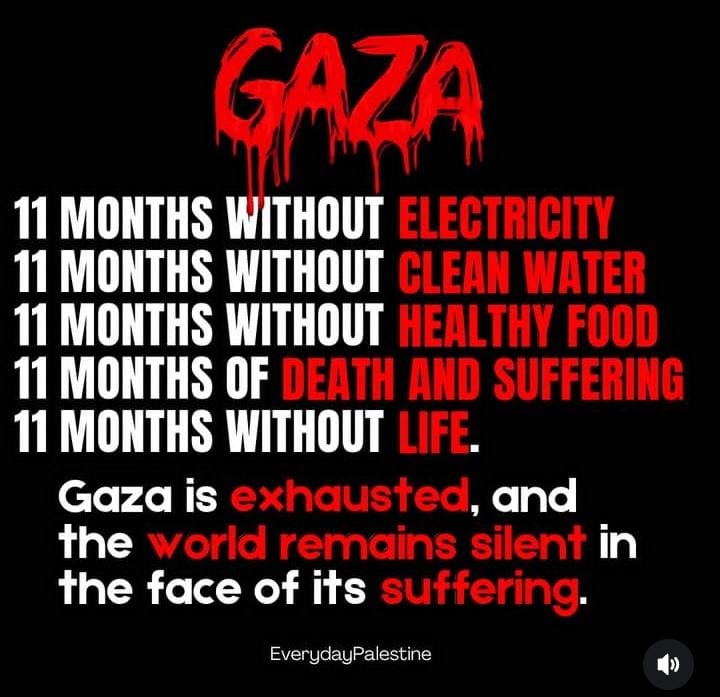 GAZA
11 MONTHS WITHOUT ELECTRICITY
11 MONTHS WITHOUT CLEAN WATER
11 MONTHS WITHOUT HEALTHY FOOD
11 MONTHS OF DEATH AND SUFFERING
11 MONTHS WITHOUT LIFE.
Gaza is exhausted, and
the world remains silent in
the face of its suffering.
EverydayPalestine